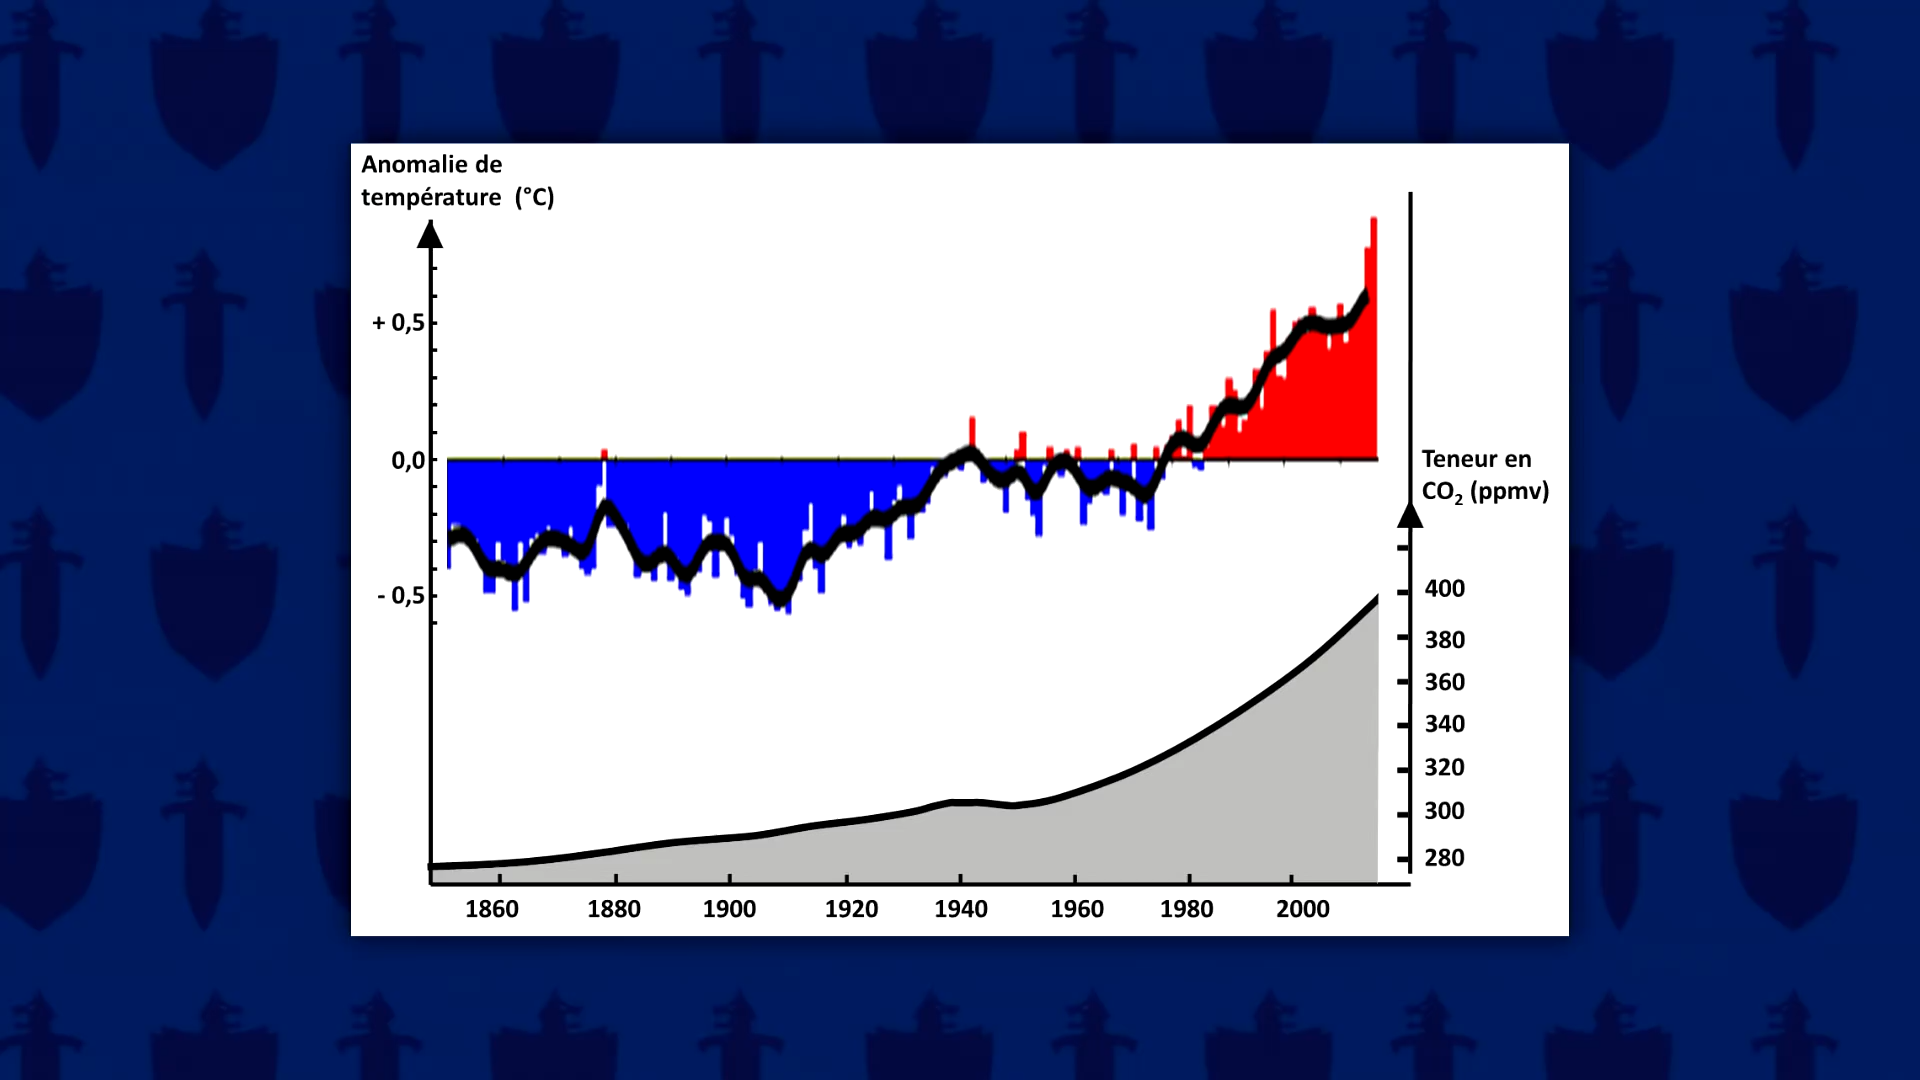 Anomalie de
température (°C)
+ 0,5
0,0
- 0,5
Teneur en
CO₂ (ppmv)
400
380
360
340
320
300
280
1860 1880 1900 1920 1940 1960 1980 2000